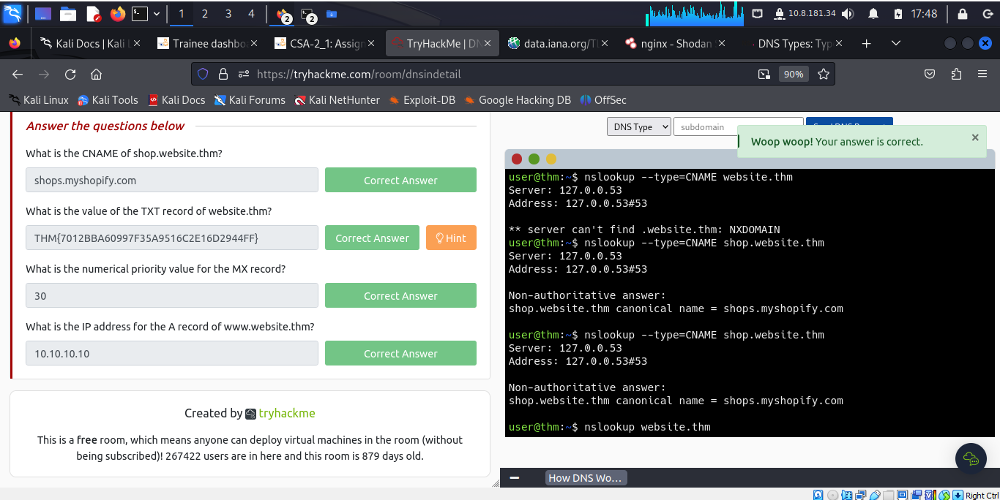 1 2 3 4 2 2 10.8.181.34 17:48
Kali Docs | Kali L Trainee dashbo CSA-2_1: Assign TryHackMe | DN data.iana.org/TL nginx - Shodan DNS Types: Typ
https://tryhackme.com/room/dnsindetail 90%
Kali Linux Kali Tools Kali Docs Kali Forums Kali NetHunter Exploit-DB Google Hacking DB OffSec
Answer the questions below
What is the CNAME of shop.website.thm?
shops.myshopify.com Correct Answer
What is the value of the TXT record of website.thm?
THM{7012BBA60997F35A9516C2E16D2944FF} Correct Answer Hint
What is the numerical priority value for the MX record?
30 Correct Answer
What is the IP address for the A record of www.website.thm?
10.10.10.10 Correct Answer
Created by tryhackme
This is a free room, which means anyone can deploy virtual machines in the room (without
being subscribed)! 267422 users are in here and this room is 879 days old.
DNS Type subdomain
Woop woop! Your answer is correct.
user@thm:~$ nslookup --type=CNAME website.thm
Server: 127.0.0.53
Address: 127.0.0.53#53
** server can't find .website.thm: NXDOMAIN
user@thm:~$ nslookup --type=CNAME shop.website.thm
Server: 127.0.0.53
Address: 127.0.0.53#53
Non-authoritative answer:
shop.website.thm canonical name = shops.myshopify.com
user@thm:~$ nslookup --type=CNAME shop.website.thm
Server: 127.0.0.53
Address: 127.0.0.53#53
Non-authoritative answer:
shop.website.thm canonical name = shops.myshopify.com
user@thm:~$ nslookup website.thm
How DNS Wo...
Right Ctrl